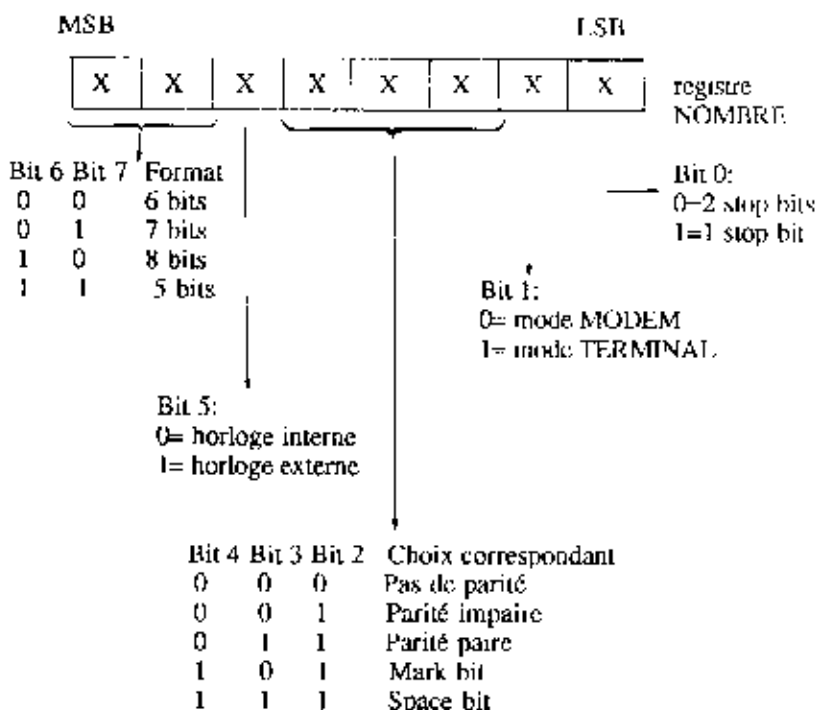 MSB LSB
X X X X X X X X
registre
NOMBRE
Bit 6 Bit 7 Format
0 0 6 bits
0 1 7 bits
1 0 8 bits
1 1 5 bits
Bit 0:
0=2 stop bits
1=1 stop bit
Bit 1:
0= mode MODEM
1= mode TERMINAL
Bit 5:
0= horloge interne
1= horloge externe
Bit 4 Bit 3 Bit 2 Choix correspondant
0 0 0 Pas de parité
0 0 1 Parité impaire
0 1 1 Parité paire
1 0 1 Mark bit
1 1 1 Space bit